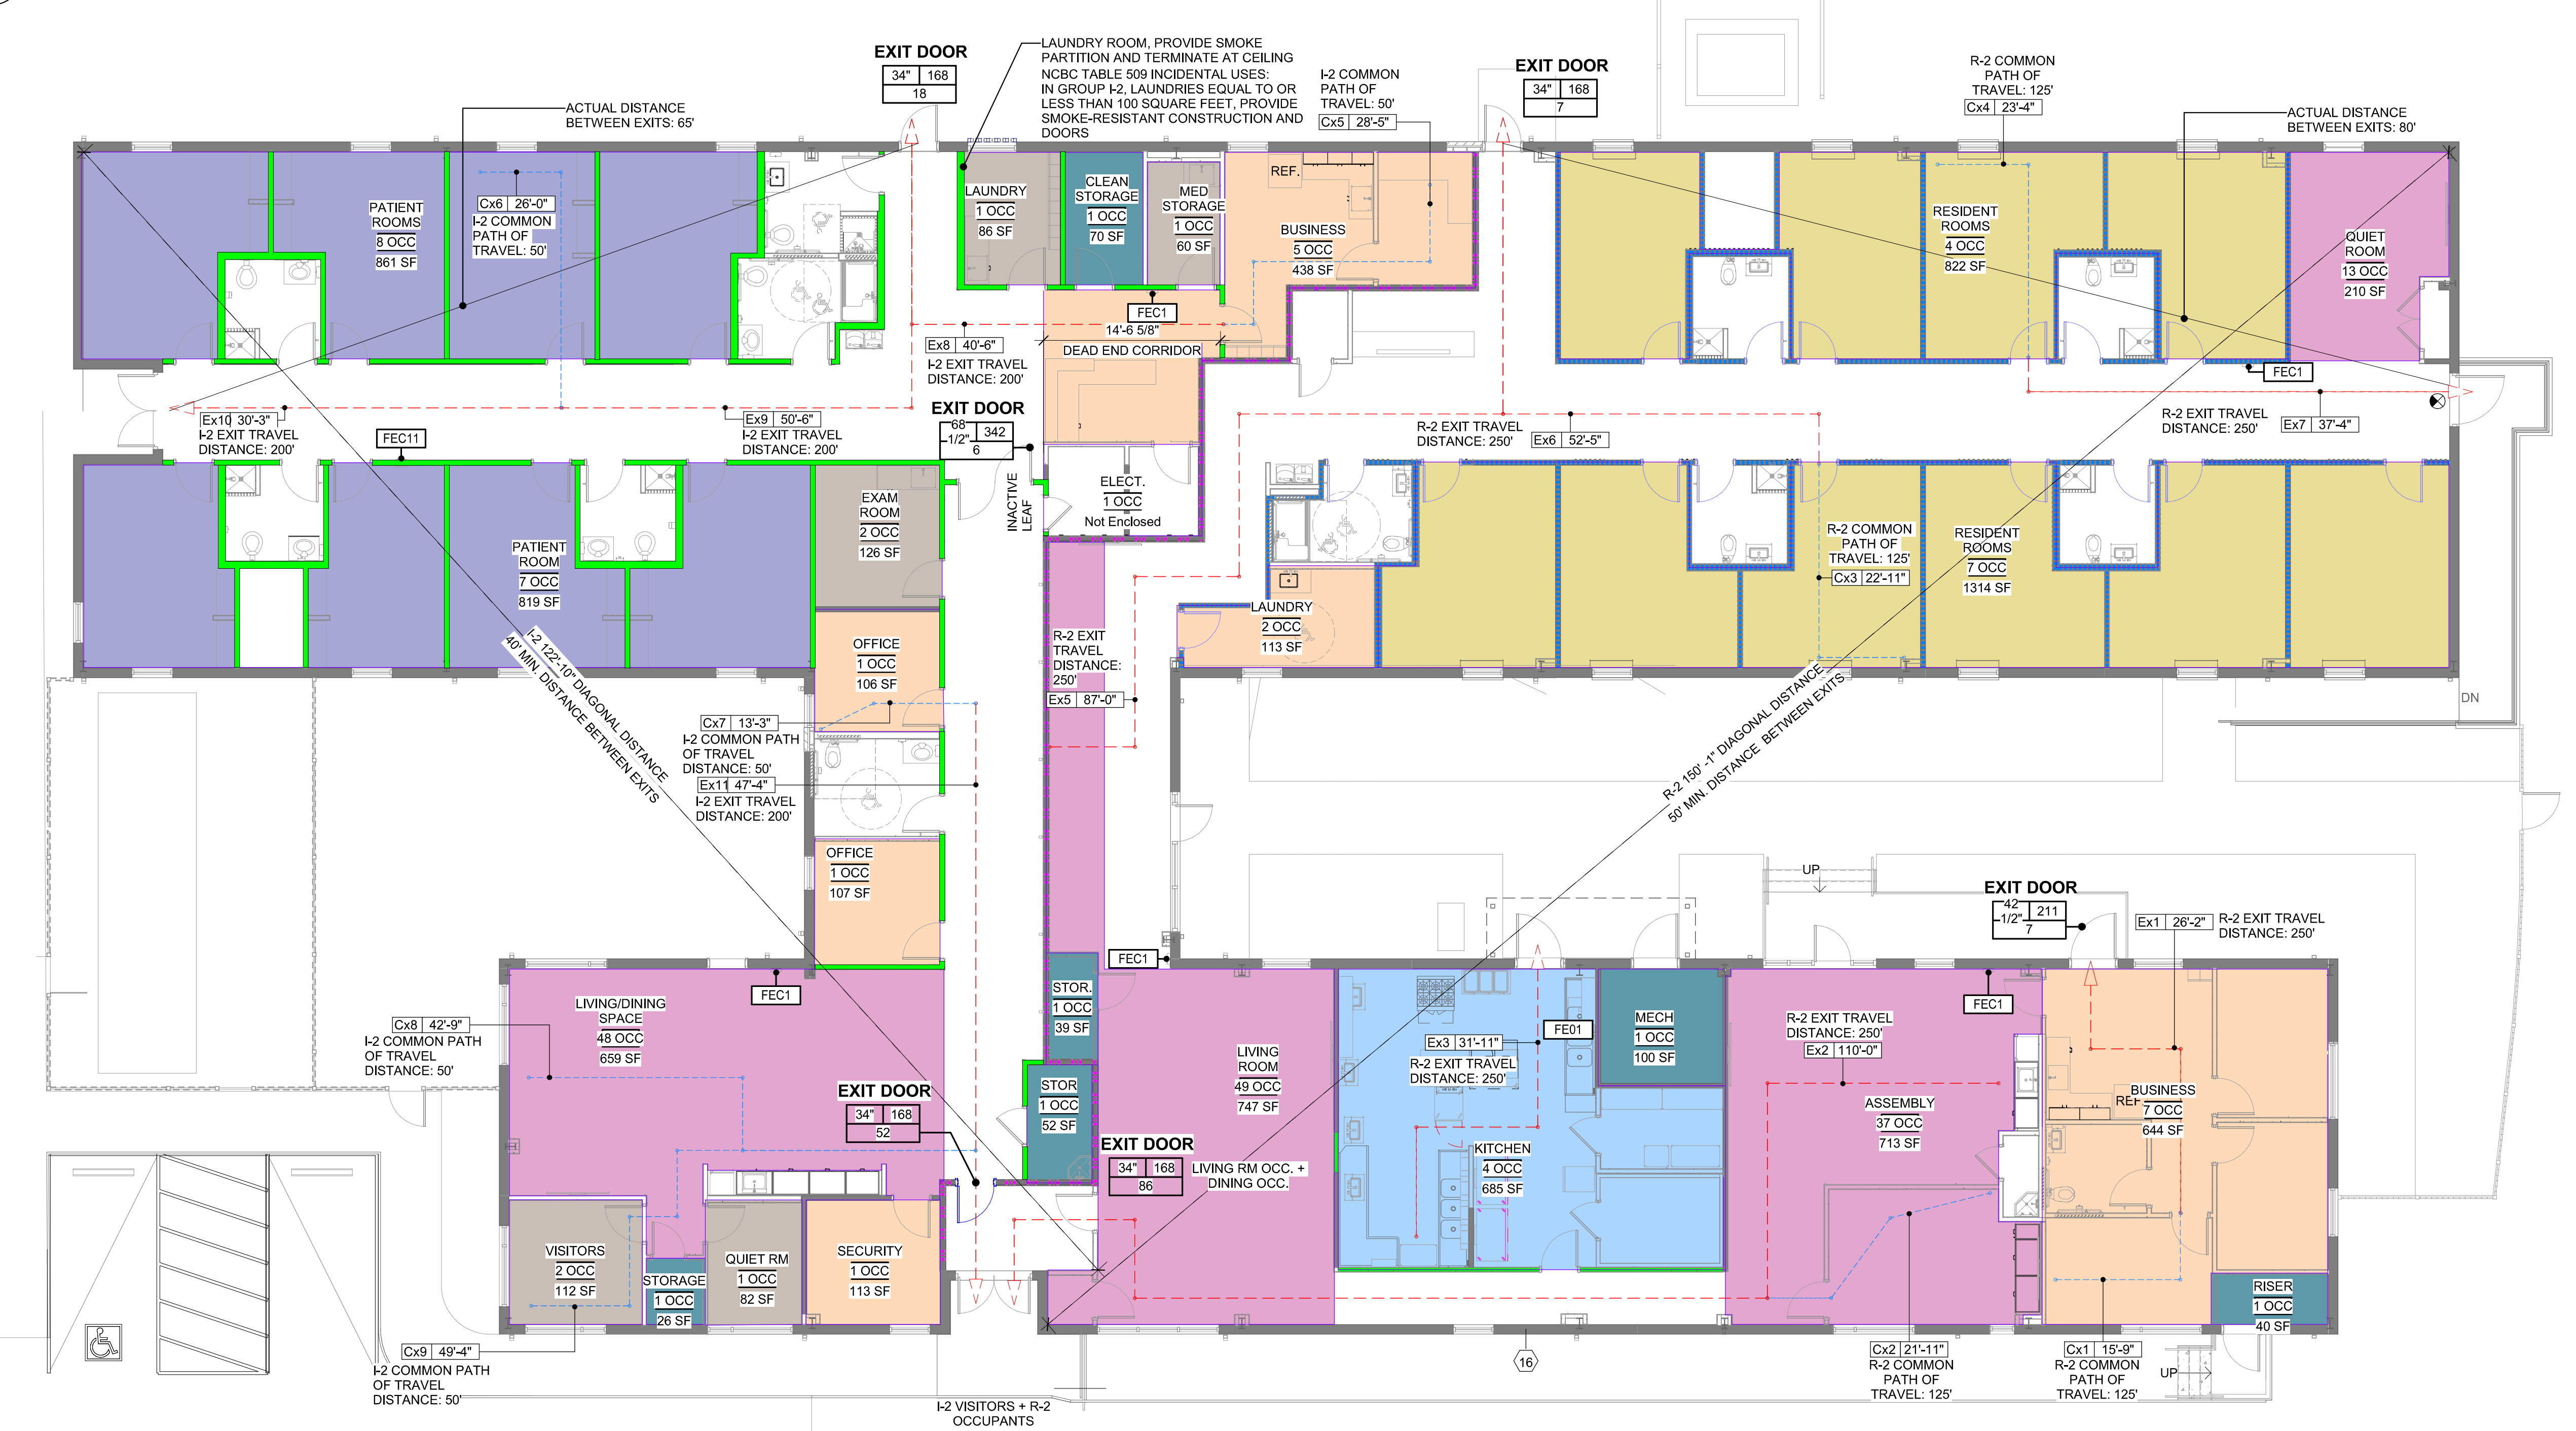 EXIT DOOR
34" 168
18
LAUNDRY ROOM, PROVIDE SMOKE
PARTITION AND TERMINATE AT CEILING
NCBC TABLE 509 INCIDENTAL USES:
IN GROUP I-2, LAUNDRIES EQUAL TO OR
LESS THAN 100 SQUARE FEET, PROVIDE
SMOKE-RESISTANT CONSTRUCTION AND
DOORS
I-2 COMMON
PATH OF
TRAVEL: 50'
Cx5 28'-5"
EXIT DOOR
34" 168
7
R-2 COMMON
PATH OF
TRAVEL: 125'
Cx4 23'-4"
ACTUAL DISTANCE
BETWEEN EXITS: 65'
ACTUAL DISTANCE
BETWEEN EXITS: 80'
PATIENT
ROOMS
8 OCC
861 SF
Cx6 26'-0"
I-2 COMMON
PATH OF
TRAVEL: 50'
LAUNDRY
1 OCC
86 SF
CLEAN
STORAGE
1 OCC
70 SF
MED
STORAGE
1 OCC
60 SF
REF.
BUSINESS
5 OCC
438 SF
RESIDENT
ROOMS
4 OCC
822 SF
QUIET
ROOM
13 OCC
210 SF
FEC1
14'-6 5/8"
DEAD END CORRIDOR
Ex8 40'-6"
I-2 EXIT TRAVEL
DISTANCE: 200'
FEC1
Ex10 30'-3"
I-2 EXIT TRAVEL
DISTANCE: 200'
FEC11
Ex9 50'-6"
I-2 EXIT TRAVEL
DISTANCE: 200'
EXIT DOOR
68
-1/2" 342
6
R-2 EXIT TRAVEL
DISTANCE: 250'
Ex6 52'-5"
R-2 EXIT TRAVEL
DISTANCE: 250'
Ex7 37'-4"
EXAM
ROOM
2 OCC
126 SF
INACTIVE
LEAF
ELECT.
1 OCC
Not Enclosed
PATIENT
ROOM
7 OCC
819 SF
R-2 COMMON
PATH OF
TRAVEL: 125'
Cx3 22'-11"
RESIDENT
ROOMS
7 OCC
1314 SF
LAUNDRY
2 OCC
113 SF
OFFICE
1 OCC
106 SF
R-2 EXIT
TRAVEL
DISTANCE:
250'
Ex5 87'-0"
I-2 122'-10" DIAGONAL DISTANCE
40' MIN. DISTANCE BETWEEN EXITS
R-2 150' -1" DIAGONAL DISTANCE
50' MIN. DISTANCE BETWEEN EXITS
DN
Cx7 13'-3"
I-2 COMMON PATH
OF TRAVEL
DISTANCE: 50'
Ex11 47'-4"
I-2 EXIT TRAVEL
DISTANCE: 200'
OFFICE
1 OCC
107 SF
UP
EXIT DOOR
42
-1/2" 211
7
Ex1 26'-2"
R-2 EXIT TRAVEL
DISTANCE: 250'
FEC1
FEC1
LIVING/DINING
SPACE
48 OCC
659 SF
STOR.
1 OCC
39 SF
FEC1
Cx8 42'-9"
I-2 COMMON PATH
OF TRAVEL
DISTANCE: 50'
LIVING
ROOM
49 OCC
747 SF
Ex3 31'-11"
R-2 EXIT TRAVEL
DISTANCE: 250'
FE01
MECH
1 OCC
100 SF
R-2 EXIT TRAVEL
DISTANCE: 250'
Ex2 110'-0"
ASSEMBLY
37 OCC
713 SF
REF
BUSINESS
7 OCC
644 SF
EXIT DOOR
34" 168
52
STOR
1 OCC
52 SF
EXIT DOOR
34" 168
86
LIVING RM OCC. +
DINING OCC.
KITCHEN
4 OCC
685 SF
VISITORS
2 OCC
112 SF
STORAGE
1 OCC
26 SF
QUIET RM
1 OCC
82 SF
SECURITY
1 OCC
113 SF
RISER
1 OCC
40 SF
Cx9 49'-4"
I-2 COMMON PATH
OF TRAVEL
DISTANCE: 50'
16
Cx2 21'-11"
R-2 COMMON
PATH OF
TRAVEL: 125'
Cx1 15'-9"
R-2 COMMON
PATH OF
TRAVEL: 125'
UP
I-2 VISITORS + R-2
OCCUPANTS